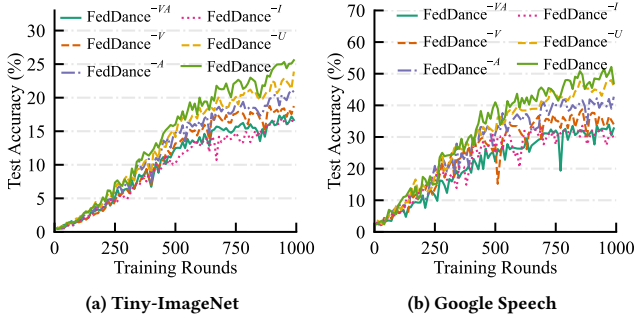 FedDance^{-VA} FedDance^{-I}
FedDance^{-V} FedDance^{-U}
FedDance^{-A} FedDance
Test Accuracy (%)
30
25
20
15
10
5
0
0 250 500 750 1000
Training Rounds
(a) Tiny-ImageNet
FedDance^{-VA} FedDance^{-I}
FedDance^{-V} FedDance^{-U}
FedDance^{-A} FedDance
Test Accuracy (%)
70
60
50
40
30
20
10
0
0 250 500 750 1000
Training Rounds
(b) Google Speech